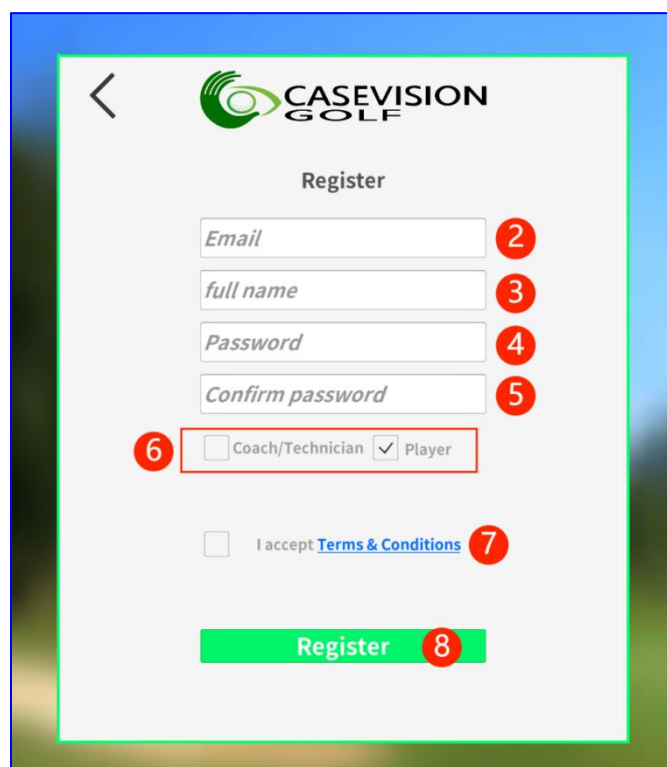 CASEVISION
GOLF
Register
Email 2
full name 3
Password 4
Confirm password 5
6 Coach/Technician Player
I accept Terms & Conditions 7
Register 8